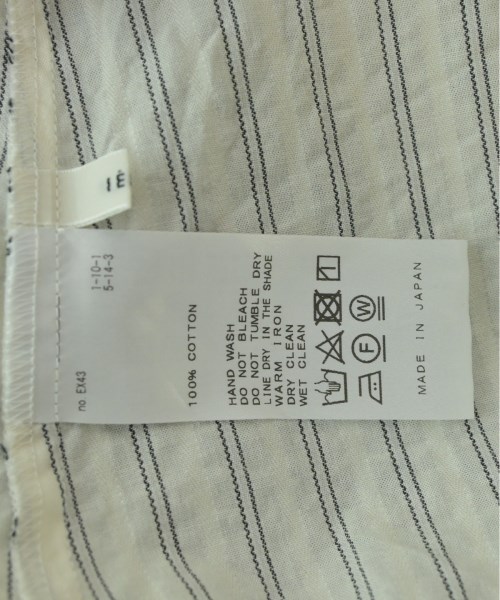 no. EX43
1-10-1
5-14-3
100% COTTON
HAND WASH
DO NOT BLEACH
DO NOT TUMBLE DRY
LINE DRY IN THE SHADE
WARM IRON
DRY CLEAN
WET CLEAN
F W
MADE IN JAPAN